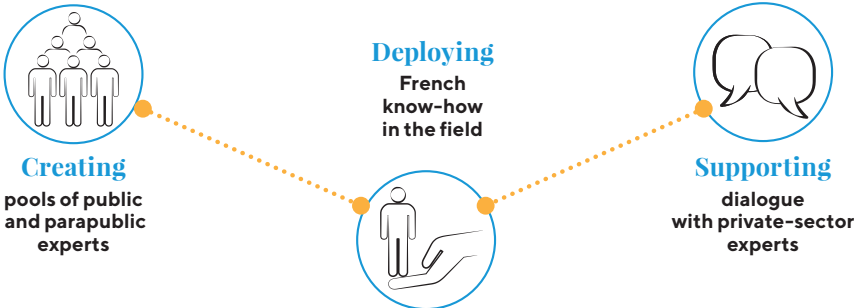 Creating
pools of public
and parapublic
experts
Deploying
French
know-how
in the field
Supporting
dialogue
with private-sector
experts